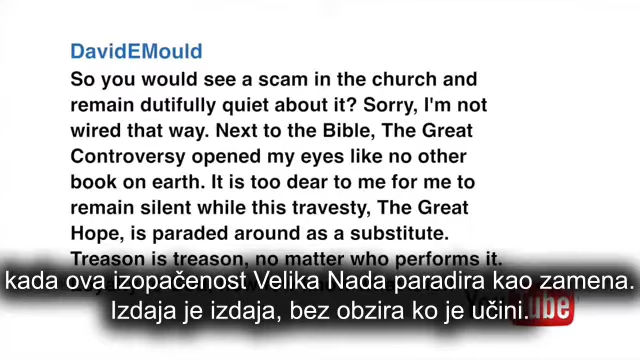 DavidEMould
So you would see a scam in the church and
remain dutifully quiet about it? Sorry, I'm not
wired that way. Next to the Bible, The Great
Controversy opened my eyes like no other
book on earth. It is too dear to me for me to
remain silent while this travesty, The Great
Hope, is paraded around as a substitute.
Treason is treason, no matter who performs it.
kada ova izopačenost Velika Nada paradira kao zamena.
Izdaja je izdaja, bez obzira ko je učini.